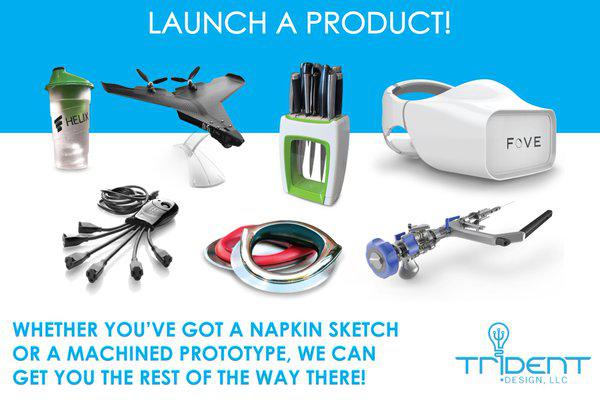 LAUNCH A PRODUCT!
HELIX
FOVE
WHETHER YOU'VE GOT A NAPKIN SKETCH
OR A MACHINED PROTOTYPE, WE CAN
GET YOU THE REST OF THE WAY THERE!
TRIDENT
•DESIGN, LLC